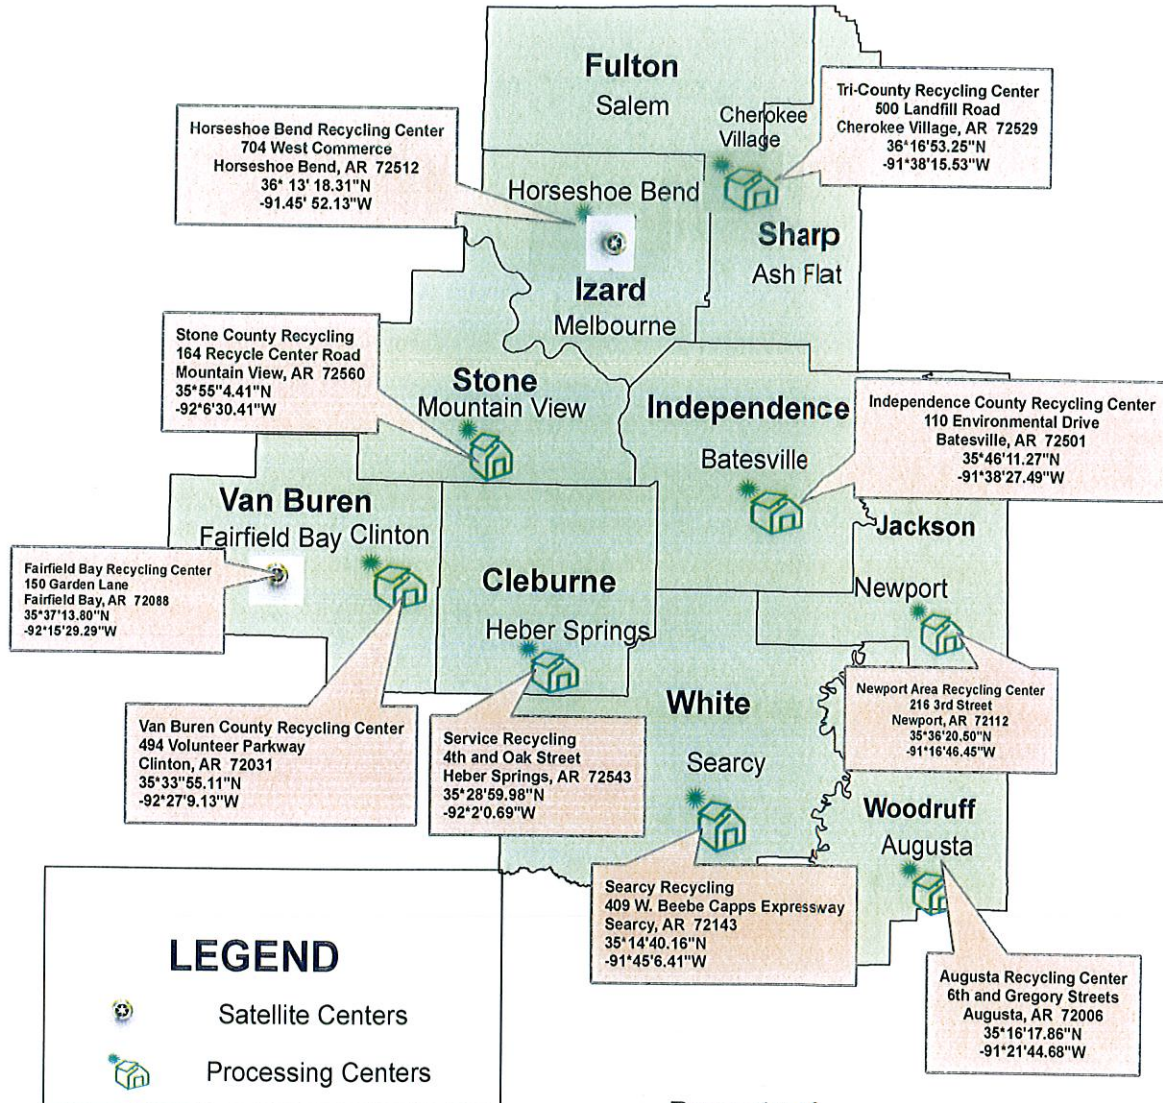 Fulton
Salem
Cherokee
Village
Tri-County Recycling Center
500 Landfill Road
Cherokee Village, AR 72529
36*16'53.25"N
-91*38'15.53"W
Horseshoe Bend Recycling Center
704 West Commerce
Horseshoe Bend, AR 72512
36* 13' 18.31"N
-91.45' 52.13"W
Horseshoe Bend
Sharp
Ash Flat
Izard
Melbourne
Stone County Recycling
164 Recycle Center Road
Mountain View, AR 72560
35*55"4.41"N
-92*6'30.41"W
Stone
Mountain View
Independence
Batesville
Independence County Recycling Center
110 Environmental Drive
Batesville, AR 72501
35*46'11.27"N
-91*38'27.49"W
Van Buren
Fairfield Bay Clinton
Jackson
Newport
Fairfield Bay Recycling Center
150 Garden Lane
Fairfield Bay, AR 72088
35*37'13.80"N
-92*15'29.29"W
Cleburne
Heber Springs
Newport Area Recycling Center
216 3rd Street
Newport, AR 72112
35*36'20.50"N
-91*16'46.45"W
White
Searcy
Van Buren County Recycling Center
494 Volunteer Parkway
Clinton, AR 72031
35*33"55.11"N
-92*27'9.13"W
Service Recycling
4th and Oak Street
Heber Springs, AR 72543
35*28'59.98"N
-92*2'0.69"W
Woodruff
Augusta
Searcy Recycling
409 W. Beebe Capps Expressway
Searcy, AR 72143
35*14'40.16"N
-91*45'6.41"W
Augusta Recycling Center
6th and Gregory Streets
Augusta, AR 72006
35*16'17.86"N
-91*21'44.68"W
LEGEND
Satellite Centers
Processing Centers